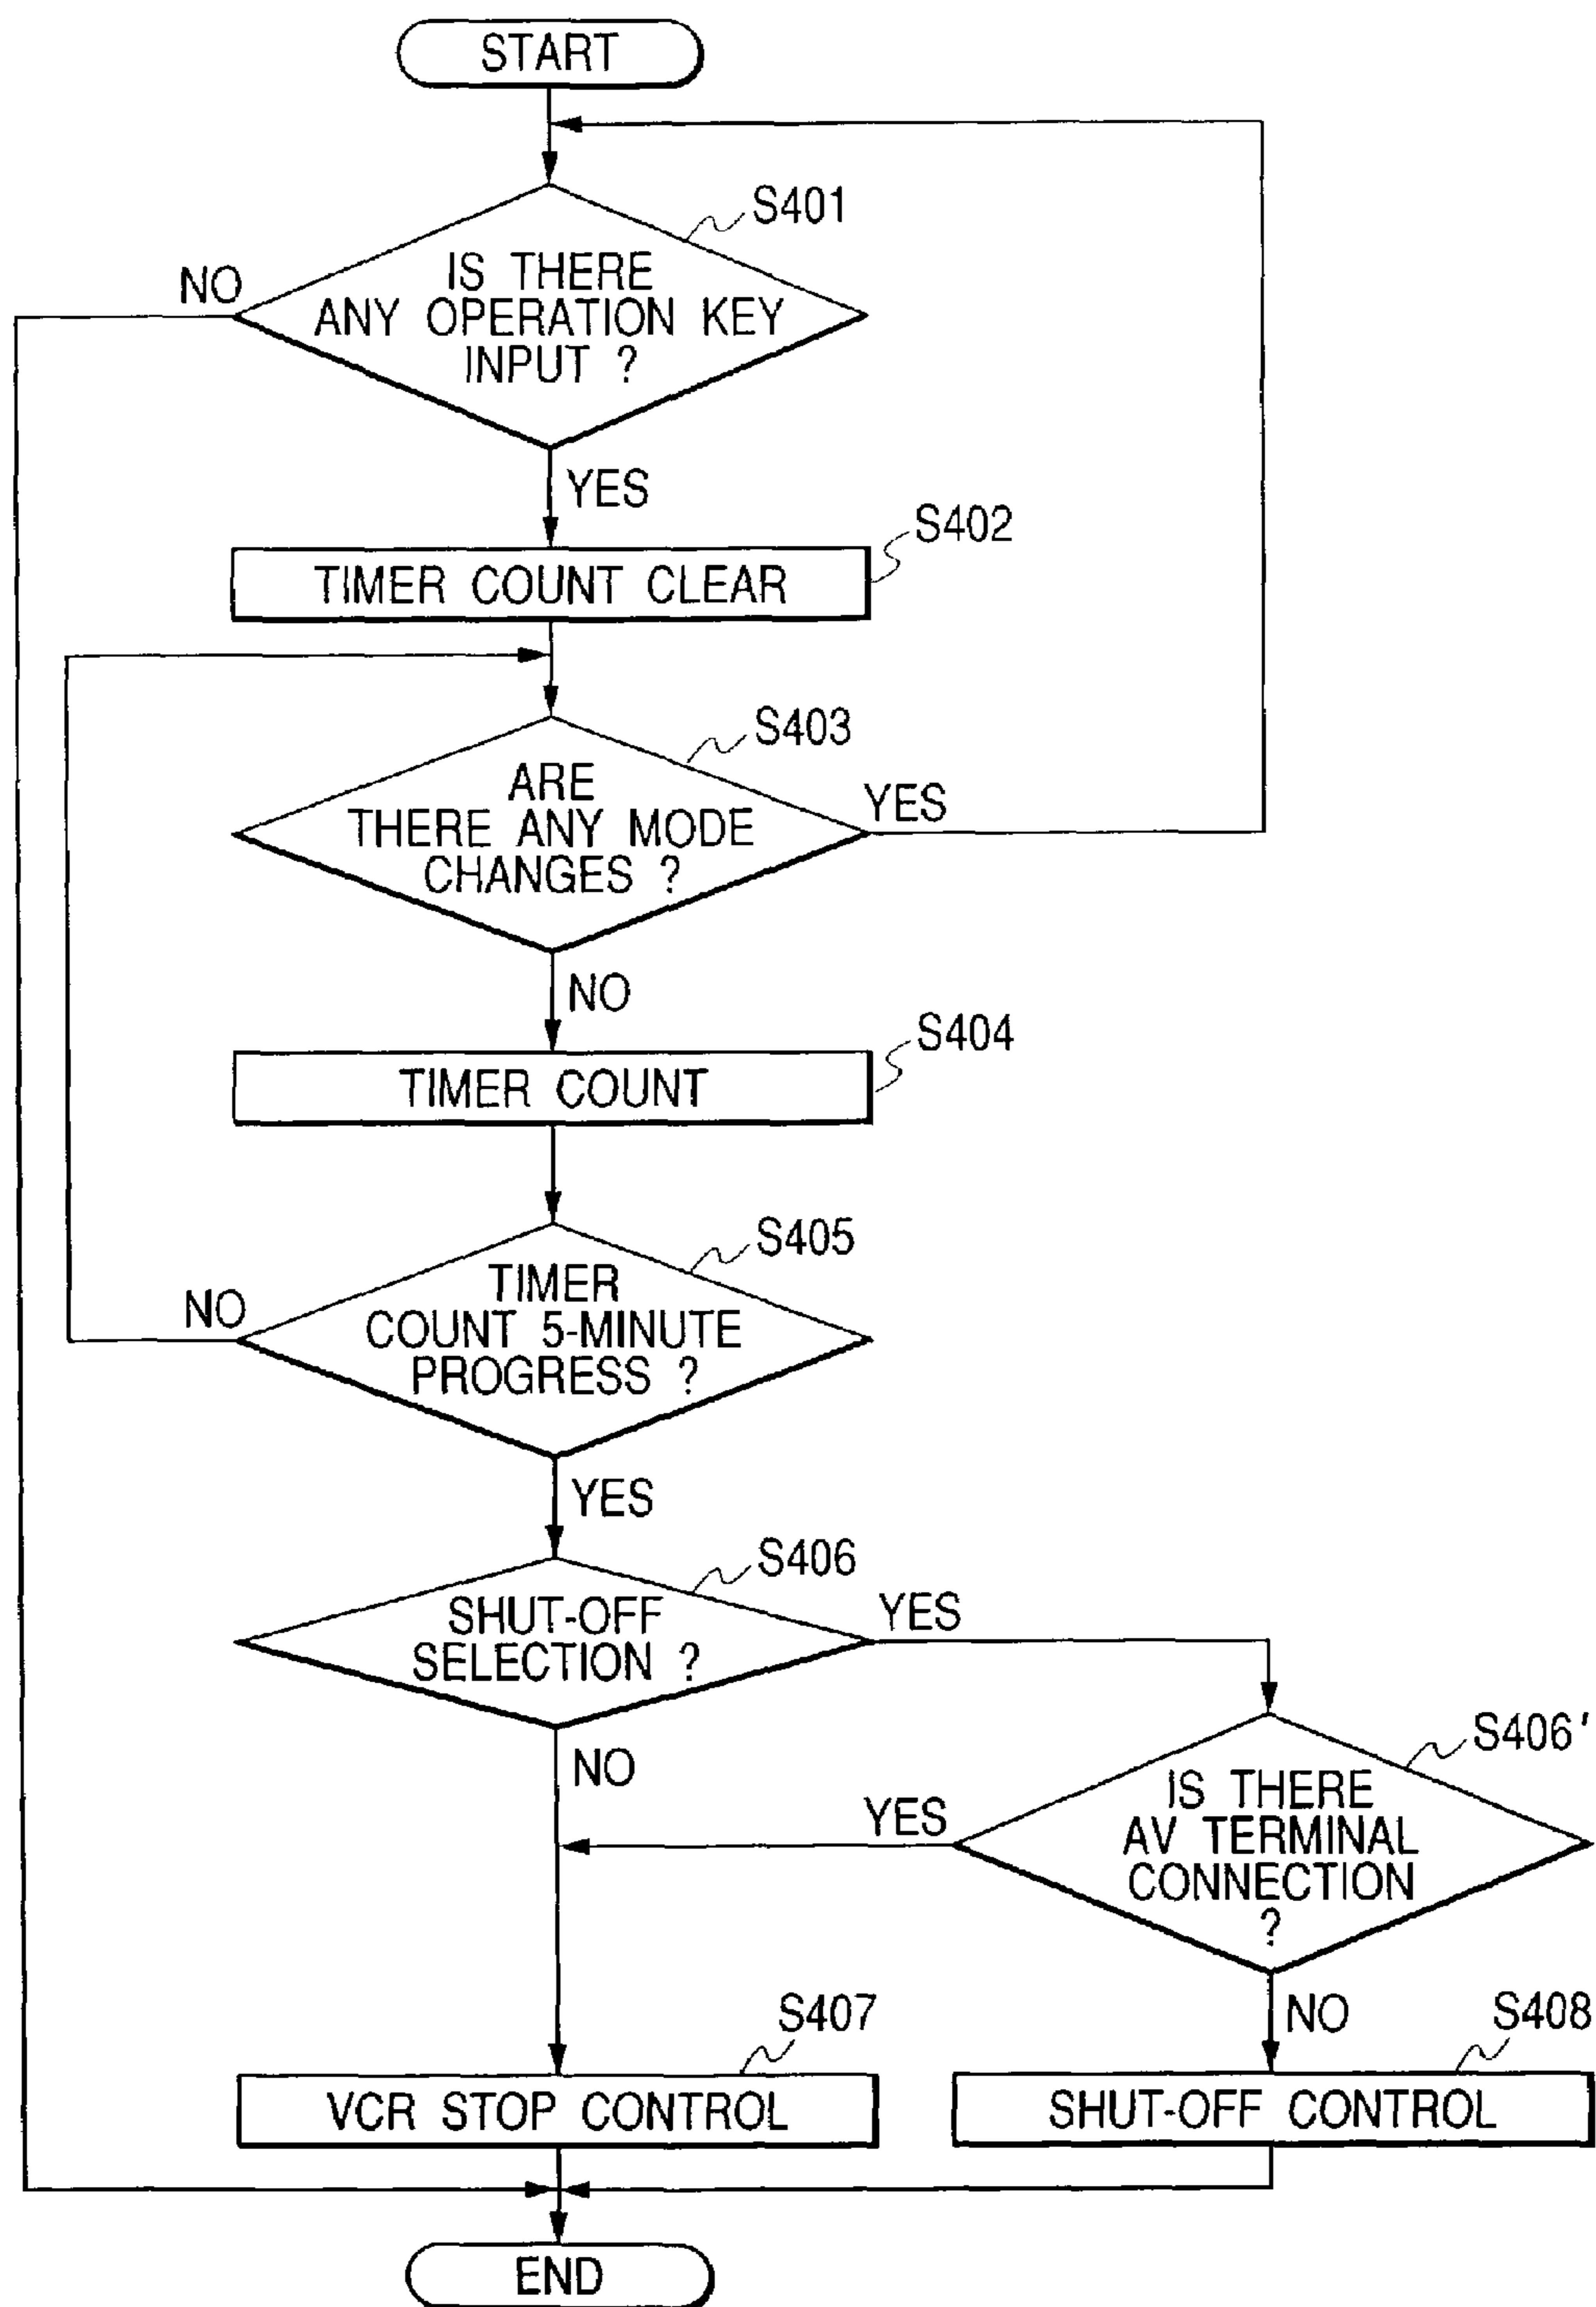 START
S401
NO
IS THERE
ANY OPERATION KEY
INPUT ?
YES
S402
TIMER COUNT CLEAR
S403
ARE
THERE ANY MODE
CHANGES ?
YES
NO
S404
TIMER COUNT
S405
NO
TIMER
COUNT 5-MINUTE
PROGRESS ?
YES
S406
SHUT-OFF
SELECTION ?
YES
NO
S406'
YES
IS THERE
AV TERMINAL
CONNECTION
?
NO
S407
S408
VCR STOP CONTROL
SHUT-OFF CONTROL
END